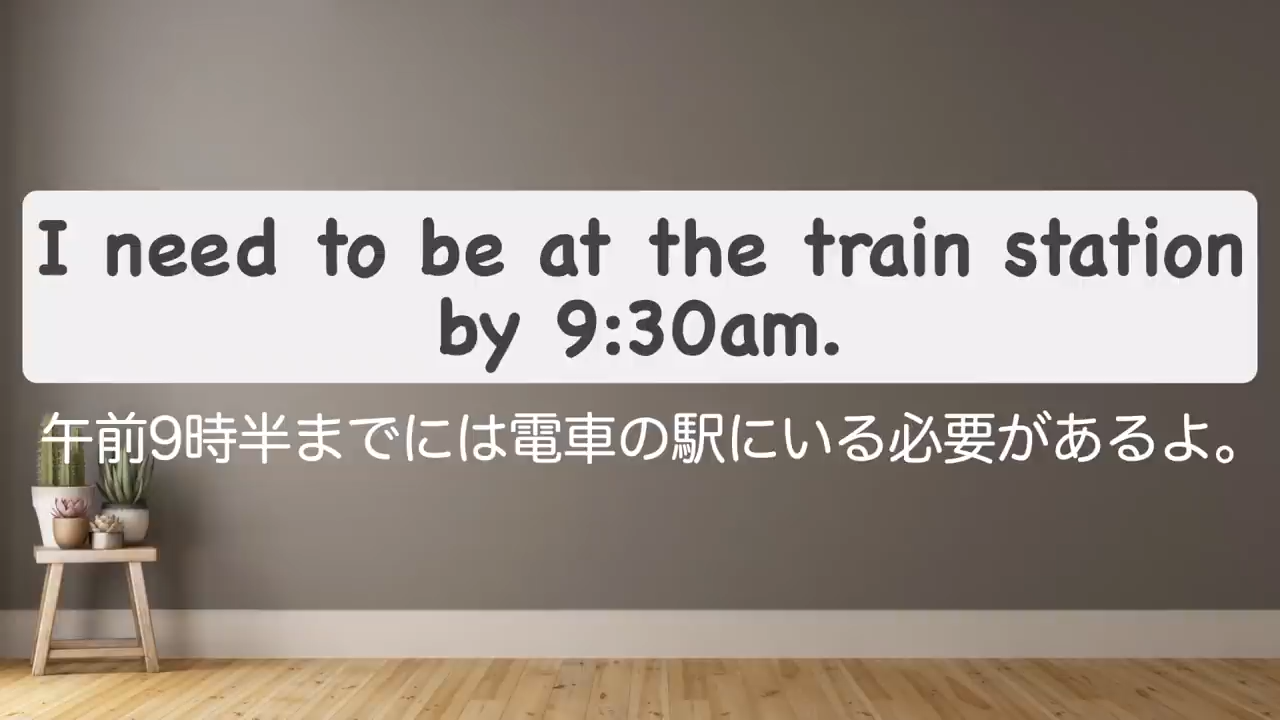 I need to be at the train station
by 9:30am.
午前9時半までには電車の駅にいる必要があるよ。